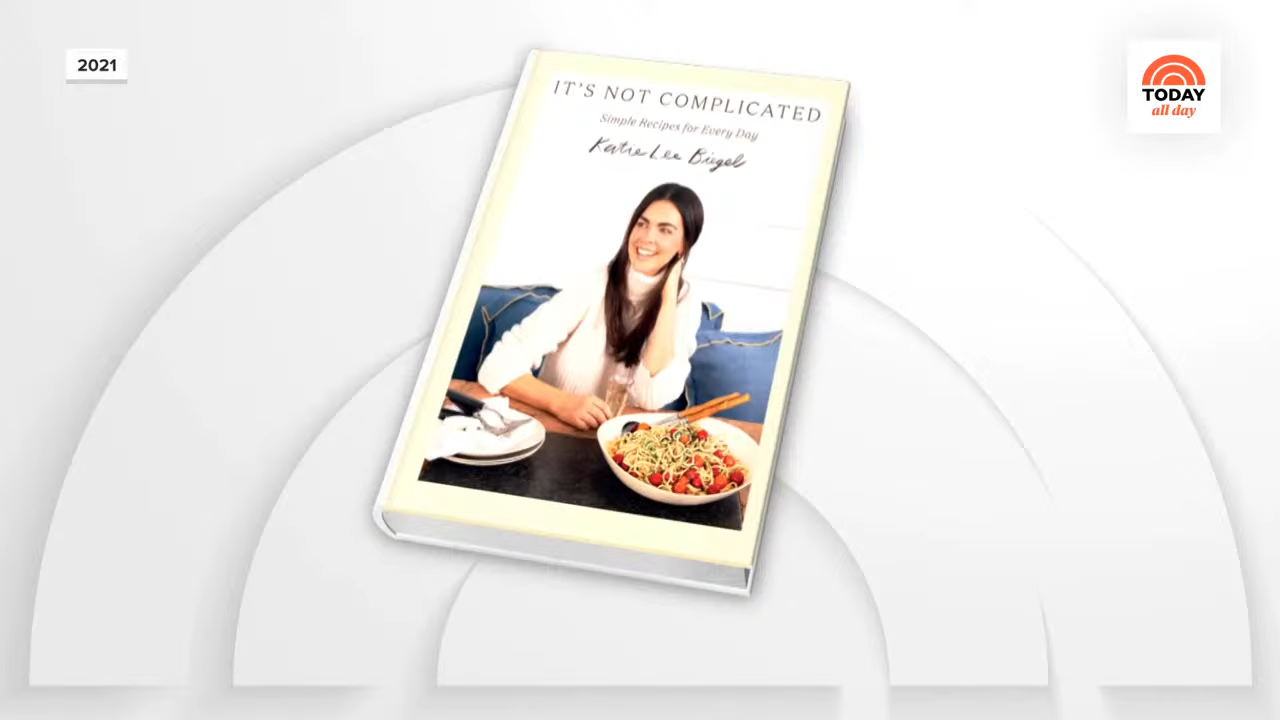 2021
TODAY
all day
IT'S NOT COMPLICATED
Simple Recipes for Every Day
Katie Lee Biegel